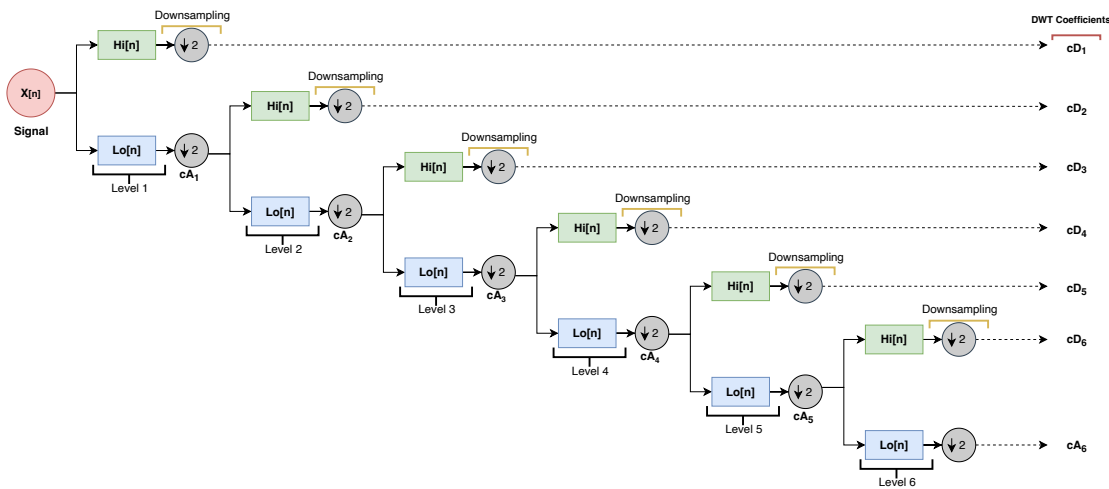 Downsampling
DWT Coefficients
Hi[n]
↓ 2
cD₁
X[n]
Signal
Downsampling
Hi[n]
↓ 2
cD₂
Lo[n]
↓ 2
cA₁
Level 1
Downsampling
Hi[n]
↓ 2
cD₃
Lo[n]
↓ 2
cA₂
Level 2
Downsampling
Hi[n]
↓ 2
cD₄
Lo[n]
↓ 2
cA₃
Level 3
Downsampling
Hi[n]
↓ 2
cD₅
Lo[n]
↓ 2
cA₄
Level 4
Downsampling
Hi[n]
↓ 2
cD₆
Lo[n]
↓ 2
cA₅
Level 5
Lo[n]
↓ 2
cA₆
Level 6